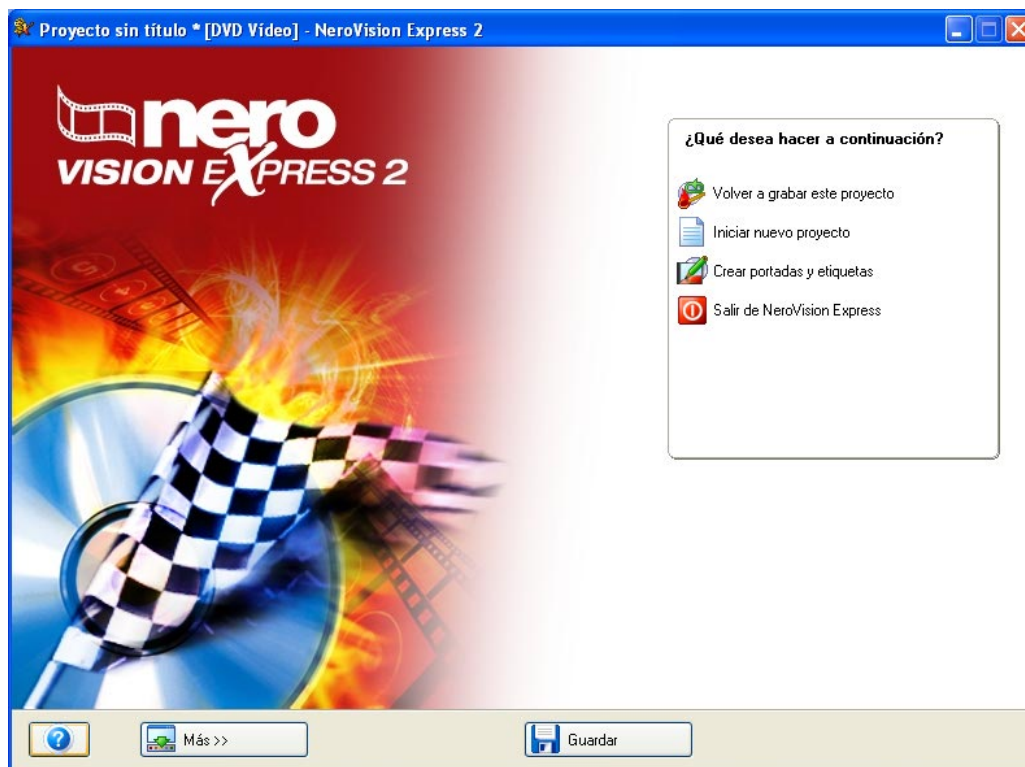 Proyecto sin título * [DVD Vídeo] - NeroVision Express 2
nero
VISION EXPRESS 2
¿Qué desea hacer a continuación?
Volver a grabar este proyecto
Iniciar nuevo proyecto
Crear portadas y etiquetas
Salir de NeroVision Express
Más >>
Guardar